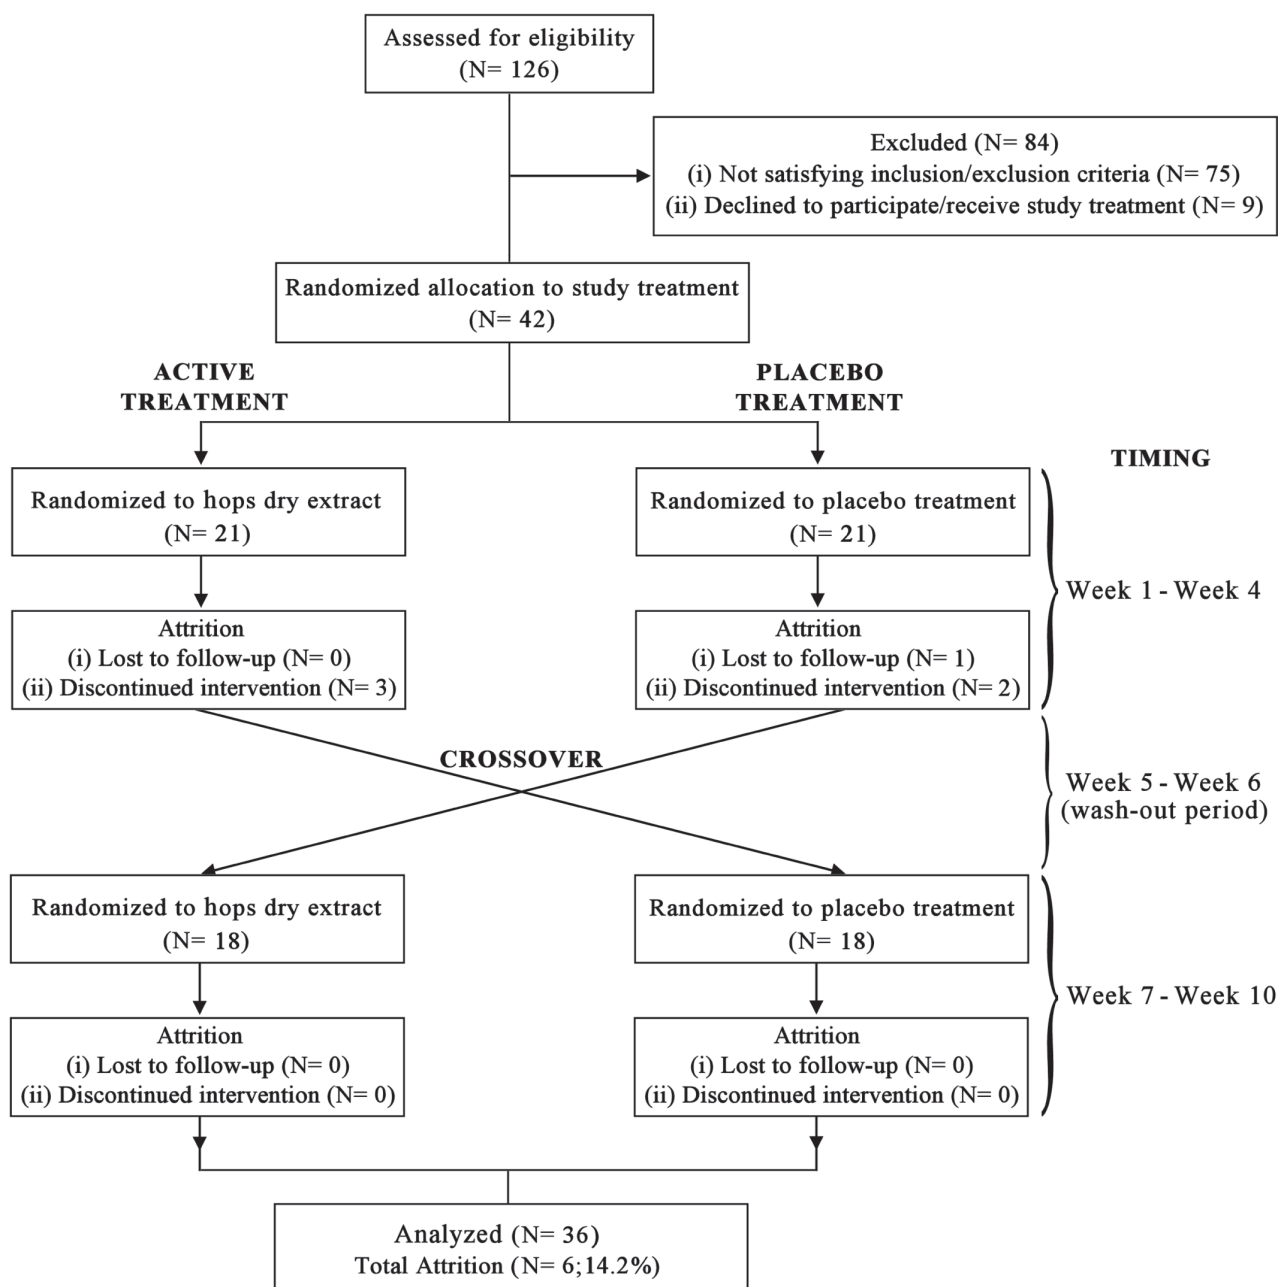 Assessed for eligibility
(N= 126)
Excluded (N= 84)
(i) Not satisfying inclusion/exclusion criteria (N= 75)
(ii) Declined to participate/receive study treatment (N= 9)
Randomized allocation to study treatment
(N= 42)
ACTIVE
TREATMENT
PLACEBO
TREATMENT
TIMING
Randomized to hops dry extract
(N= 21)
Randomized to placebo treatment
(N= 21)
Week 1 - Week 4
Attrition
(i) Lost to follow-up (N= 0)
(ii) Discontinued intervention (N= 3)
Attrition
(i) Lost to follow-up (N= 1)
(ii) Discontinued intervention (N= 2)
CROSSOVER
Week 5 - Week 6
(wash-out period)
Randomized to hops dry extract
(N= 18)
Randomized to placebo treatment
(N= 18)
Week 7 - Week 10
Attrition
(i) Lost to follow-up (N= 0)
(ii) Discontinued intervention (N= 0)
Attrition
(i) Lost to follow-up (N= 0)
(ii) Discontinued intervention (N= 0)
Analyzed (N= 36)
Total Attrition (N= 6;14.2%)